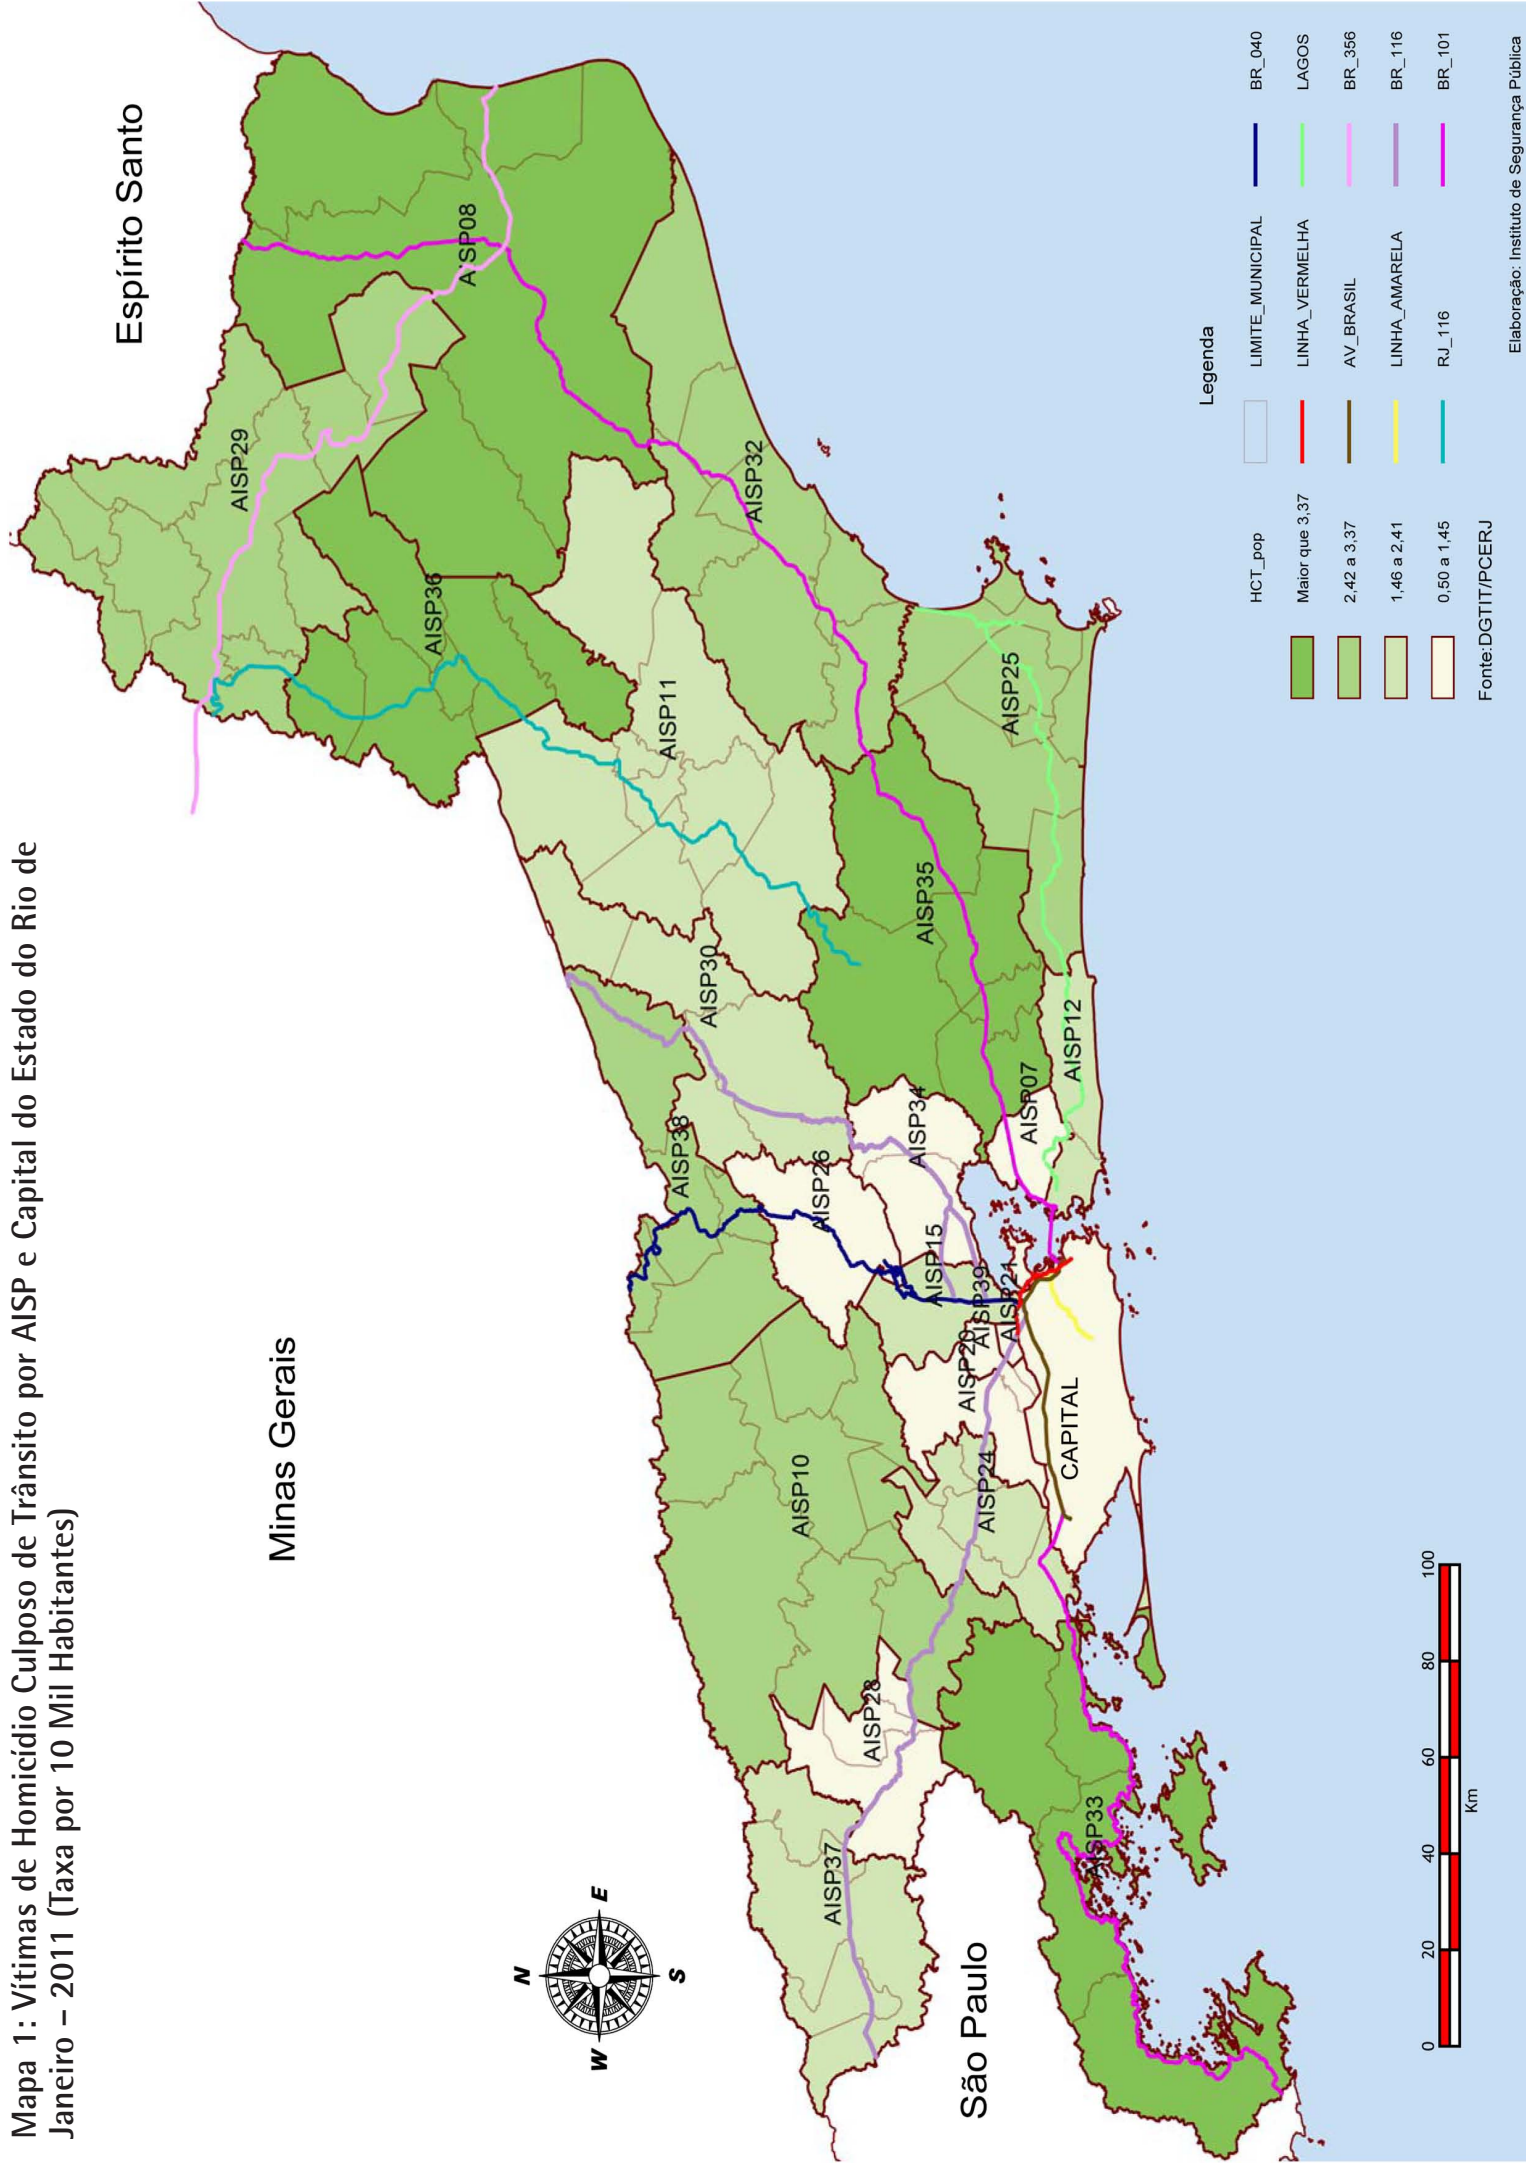 Mapa 1: Vítimas de Homicídio Culposo de Trânsito por AISP e Capital do Estado do Rio de
Janeiro – 2011 (Taxa por 10 Mil Habitantes)
Espírito Santo
Minas Gerais
São Paulo
N
W
E
S
AISP29
AISP08
AISP36
AISP32
AISP11
AISP25
AISP35
AISP30
AISP12
AISP07
AISP34
AISP38
AISP26
AISP15
AISP39
AISP21
AISP20
AISP10
AISP24
CAPITAL
AISP28
AISP37
AISP33
0 20 40 60 80 100
Km
Legenda
HCT_pop
Maior que 3,37
2,42 a 3,37
1,46 a 2,41
0,50 a 1,45
LIMITE_MUNICIPAL
LINHA_VERMELHA
AV_BRASIL
LINHA_AMARELA
RJ_116
BR_040
LAGOS
BR_356
BR_116
BR_101
Fonte:DGTIT/PCERJ
Elaboração: Instituto de Segurança Pública